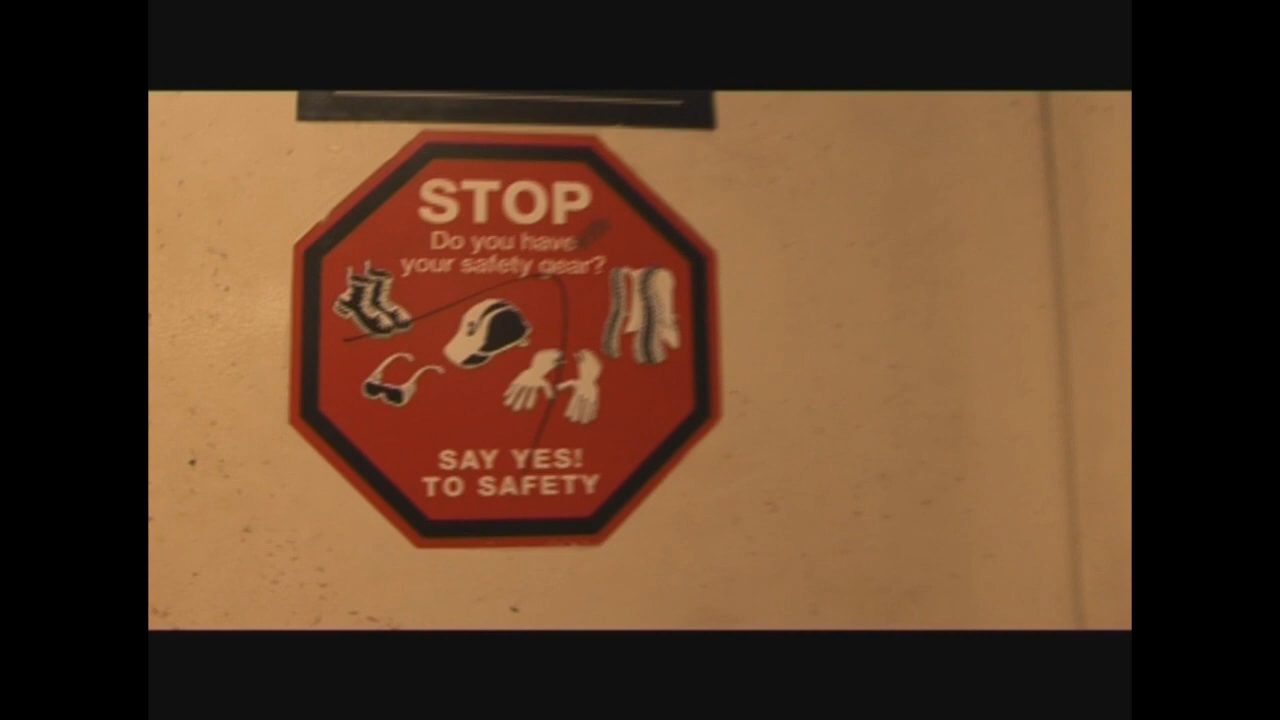 STOP
Do you have
your safety gear?
SAY YES!
TO SAFETY